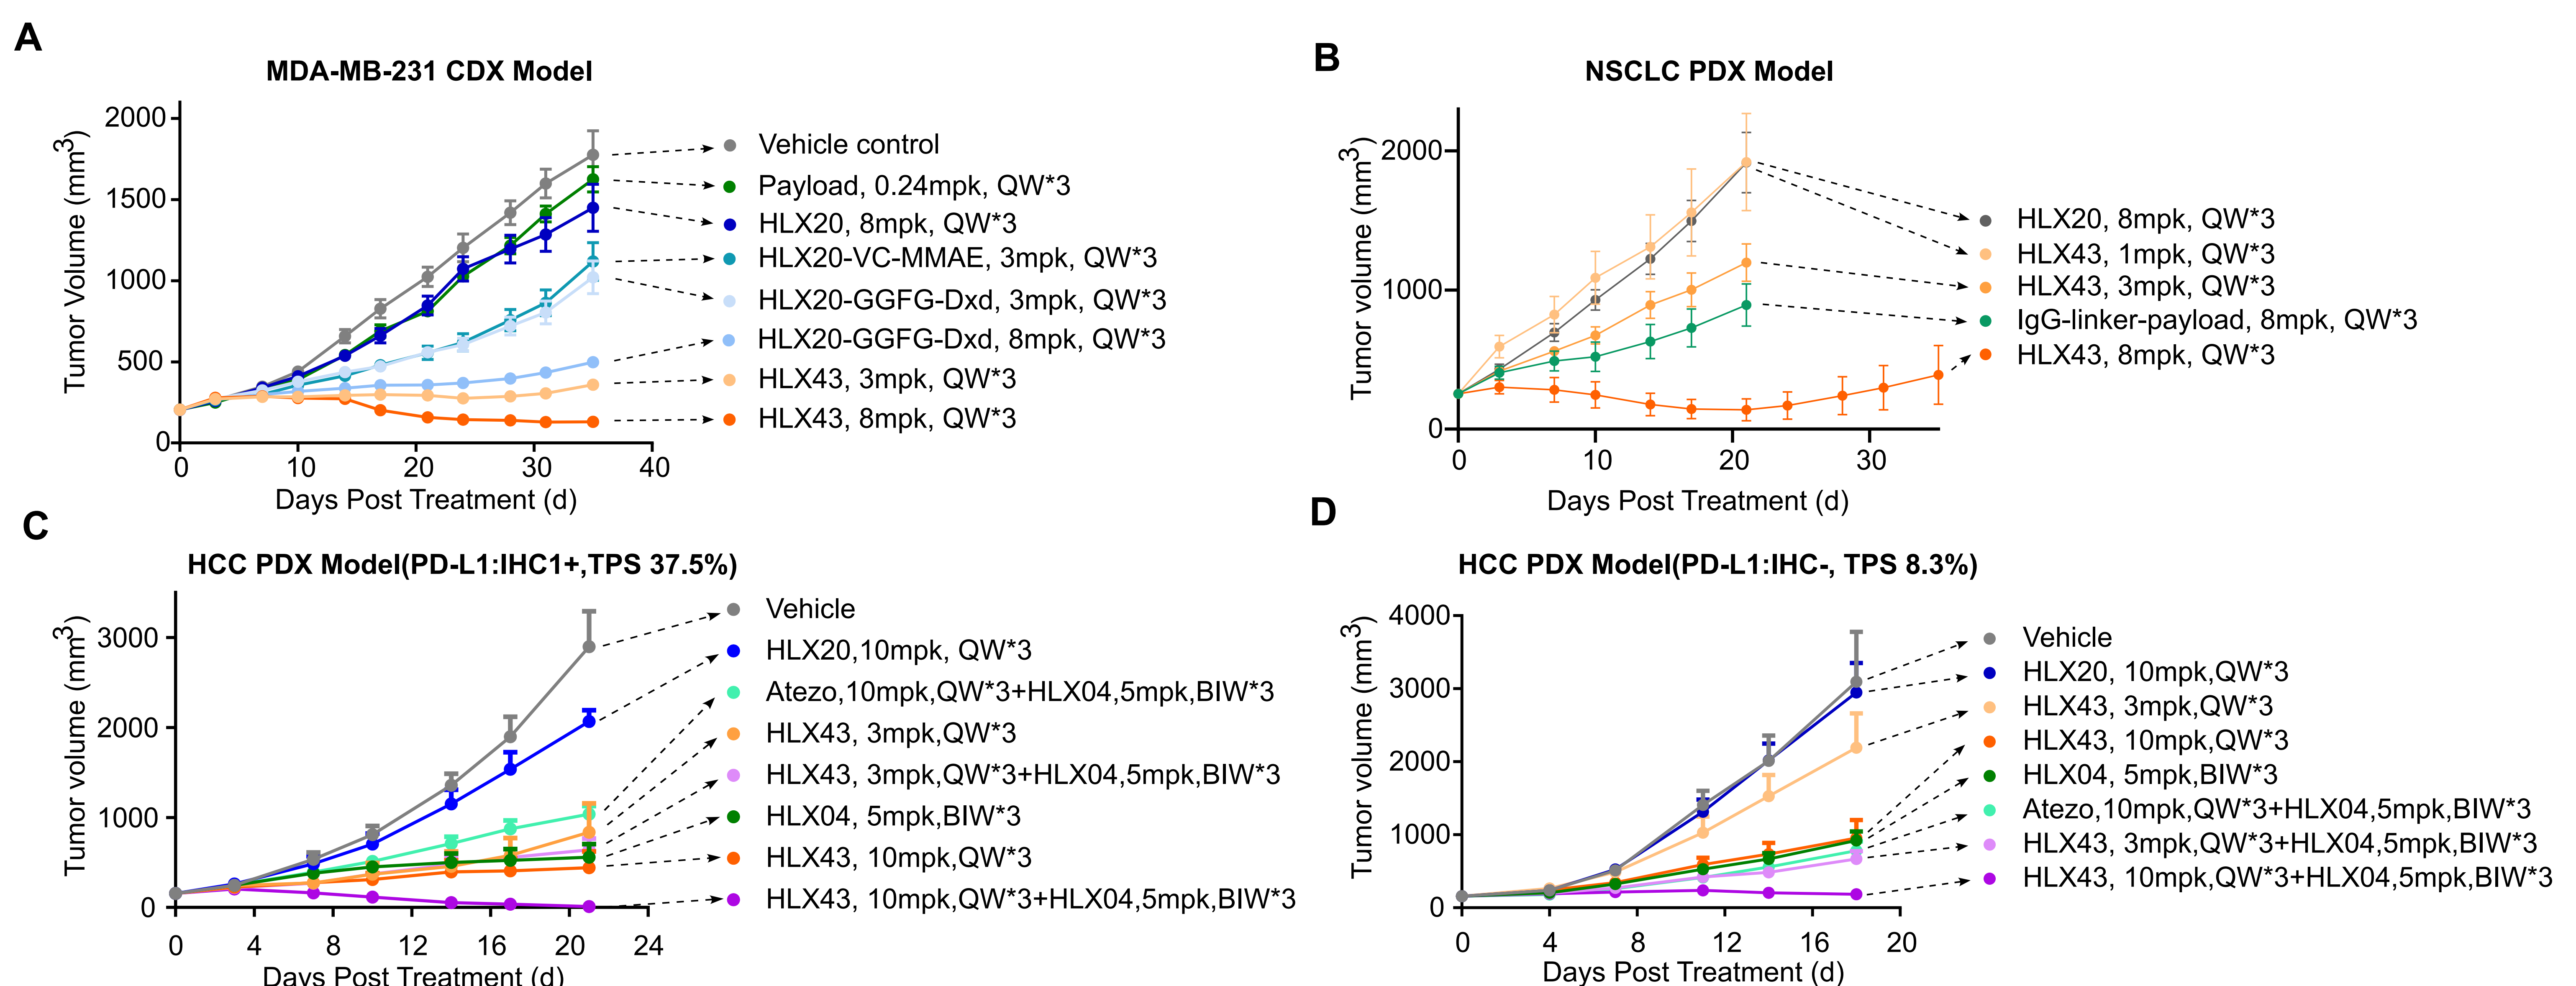 A
MDA-MB-231 CDX Model
Tumor Volume (mm3)
2000
1500
1000
500
0
0 10 20 30 40
Days Post Treatment (d)
Vehicle control
Payload, 0.24mpk, QW*3
HLX20, 8mpk, QW*3
HLX20-VC-MMAE, 3mpk, QW*3
HLX20-GGFG-Dxd, 3mpk, QW*3
HLX20-GGFG-Dxd, 8mpk, QW*3
HLX43, 3mpk, QW*3
HLX43, 8mpk, QW*3
B
NSCLC PDX Model
Tumor volume (mm3)
2000
1000
0
0 10 20 30
Days Post Treatment (d)
HLX20, 8mpk, QW*3
HLX43, 1mpk, QW*3
HLX43, 3mpk, QW*3
IgG-linker-payload, 8mpk, QW*3
HLX43, 8mpk, QW*3
C
HCC PDX Model(PD-L1:IHC1+,TPS 37.5%)
Tumor volume (mm3)
3000
2000
1000
0
0 4 8 12 16 20 24
Days Post Treatment (d)
Vehicle
HLX20,10mpk, QW*3
Atezo,10mpk,QW*3+HLX04,5mpk,BIW*3
HLX43, 3mpk,QW*3
HLX43, 3mpk,QW*3+HLX04,5mpk,BIW*3
HLX04, 5mpk,BIW*3
HLX43, 10mpk,QW*3
HLX43, 10mpk,QW*3+HLX04,5mpk,BIW*3
D
HCC PDX Model(PD-L1:IHC-, TPS 8.3%)
Tumor volume (mm3)
4000
3000
2000
1000
0
0 4 8 12 16 20
Days Post Treatment (d)
Vehicle
HLX20, 10mpk,QW*3
HLX43, 3mpk,QW*3
HLX43, 10mpk,QW*3
HLX04, 5mpk,BIW*3
Atezo,10mpk,QW*3+HLX04,5mpk,BIW*3
HLX43, 3mpk,QW*3+HLX04,5mpk,BIW*3
HLX43, 10mpk,QW*3+HLX04,5mpk,BIW*3